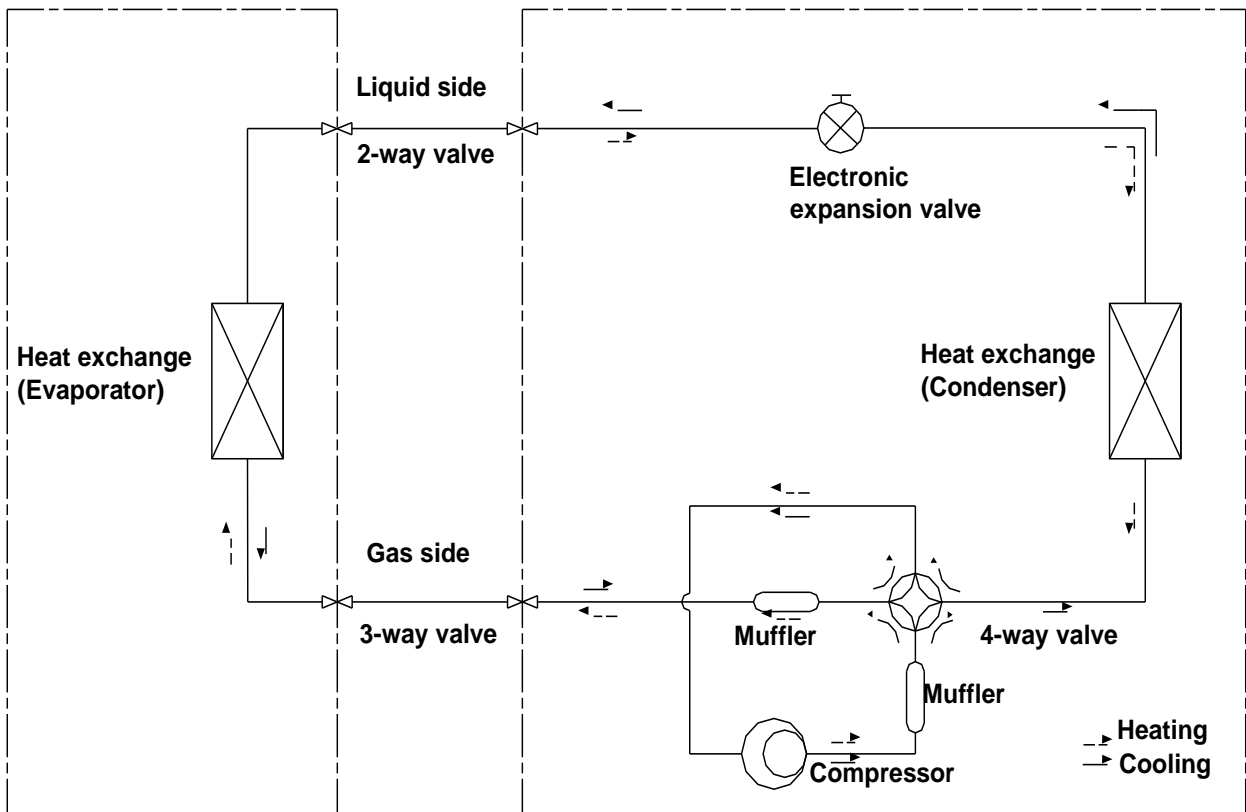 Liquid side
2-way valve
Electronic
expansion valve
Heat exchange
(Evaporator)
Heat exchange
(Condenser)
Gas side
3-way valve
Muffler
4-way valve
Muffler
Compressor
Heating
Cooling